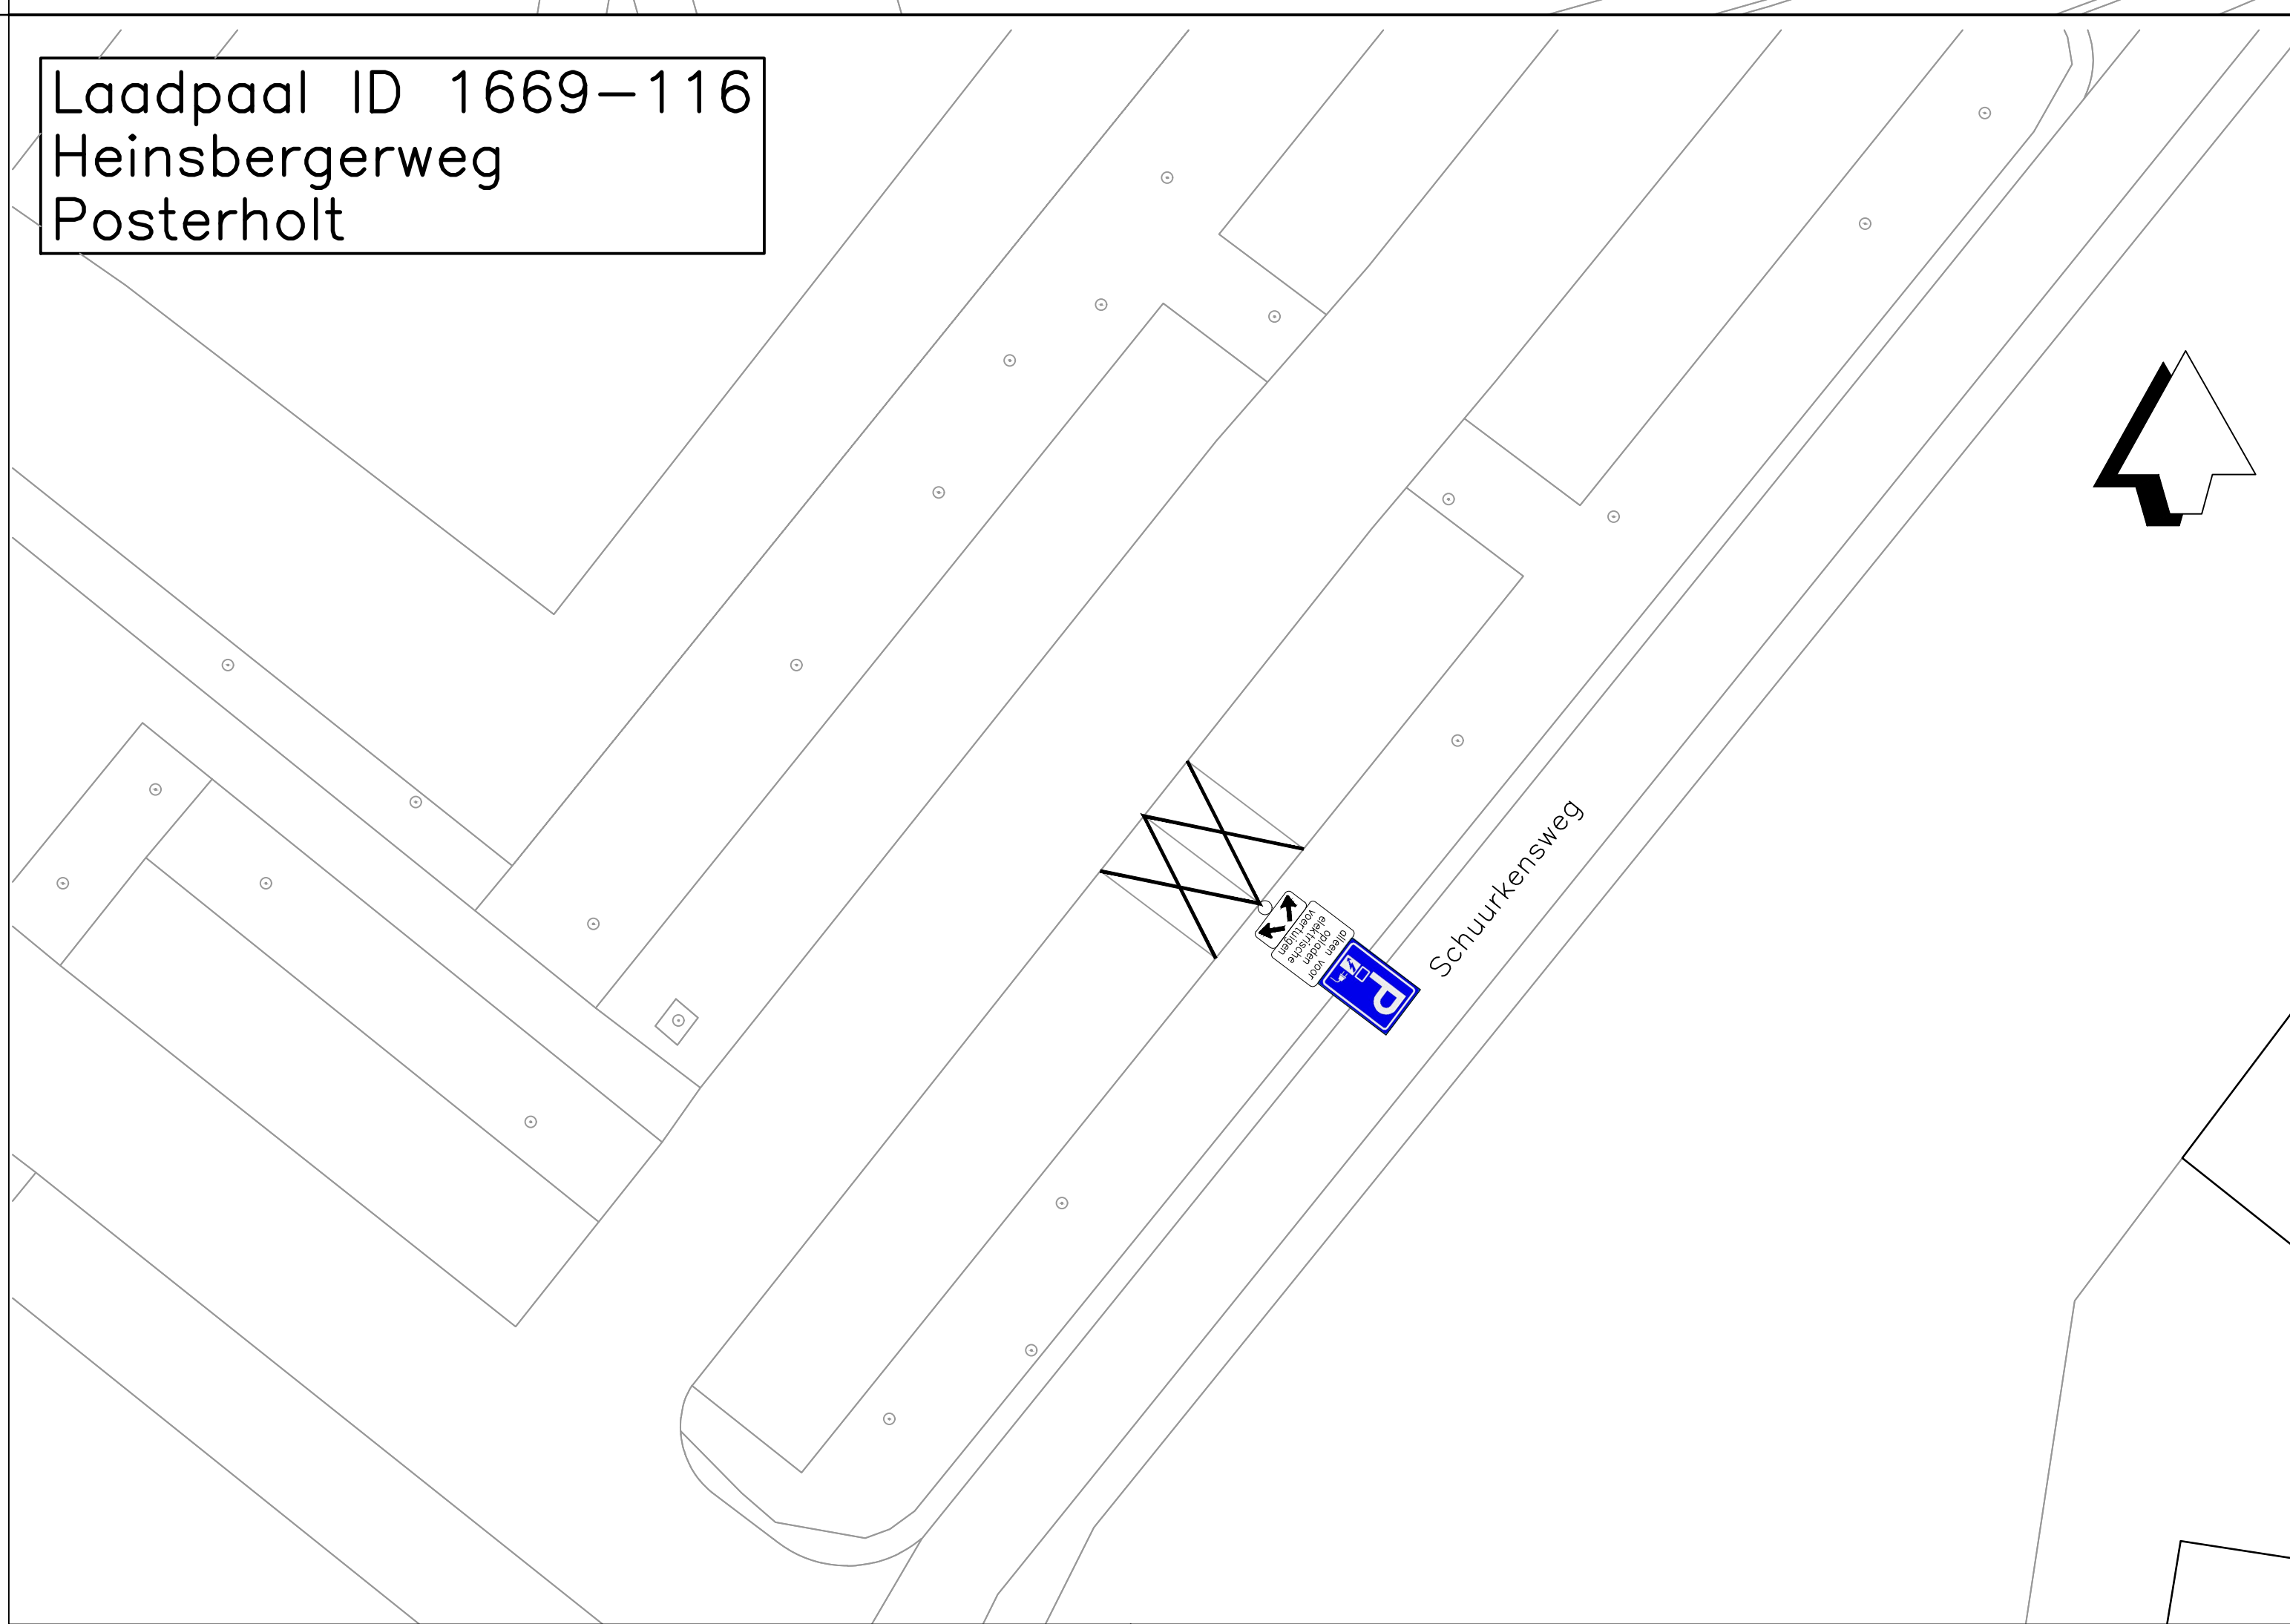 Laadpaal ID 1669-116
Heinsbergerweg
Posterholt
Schuurkensweg
alleen voor
opladen
elektrische
voertuigen
P